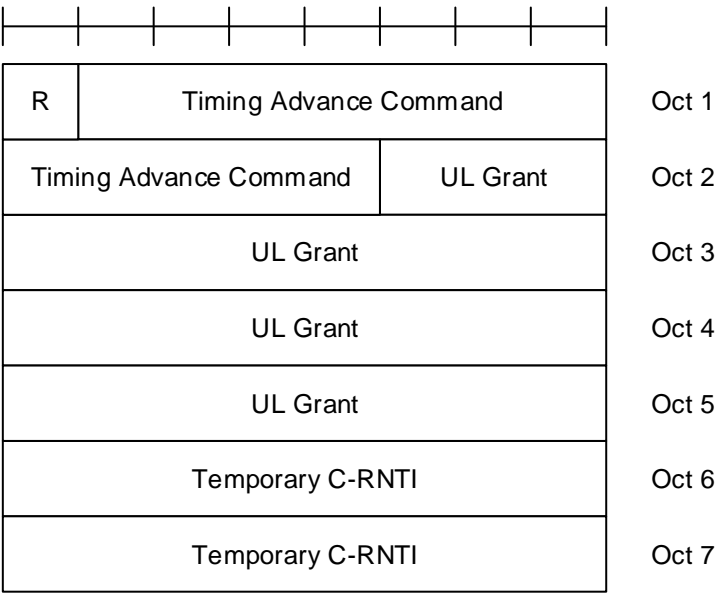 R Timing Advance Command Oct 1
Timing Advance Command UL Grant Oct 2
UL Grant Oct 3
UL Grant Oct 4
UL Grant Oct 5
Temporary C-RNTI Oct 6
Temporary C-RNTI Oct 7